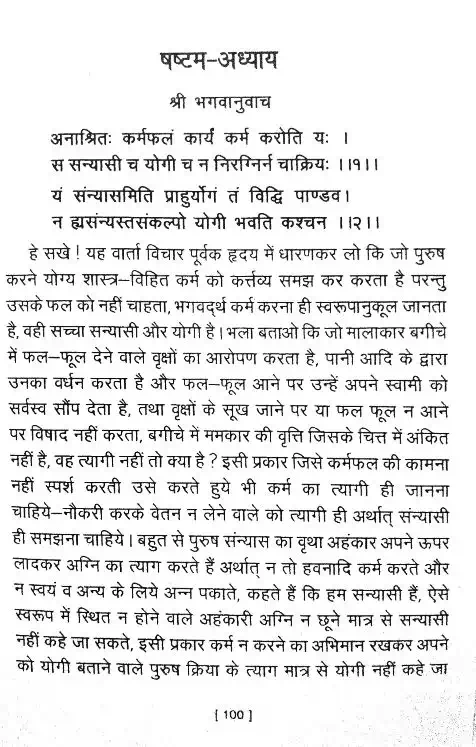 षष्टम–अध्याय
श्री भगवानुवाच
अनाश्रितः कर्मफलं कार्यं कर्म करोति यः ।
स सन्यासी च योगी च न निरग्निर्न चाक्रियः ।।१।।
यं संन्यासमिति प्राहुर्योगं तं विद्धि पाण्डव।
न ह्यसंन्यस्तसंकल्पो योगी भवति कश्चन ।।२।।
हे सखे ! यह वार्ता विचार पूर्वक हृदय में धारणकर लो कि जो पुरुष
करने योग्य शास्त्र–विहित कर्म को कर्त्तव्य समझ कर करता है परन्तु
उसके फल को नहीं चाहता, भगवदर्थ कर्म करना ही स्वरूपानुकूल जानता
है, वही सच्चा सन्यासी और योगी है। भला बताओ कि जो मालाकार बगीचे
में फल–फूल देने वाले वृक्षों का आरोपण करता है, पानी आदि के द्वारा
उनका वर्धन करता है और फल–फूल आने पर उन्हें अपने स्वामी को
सर्वस्व सौंप देता है, तथा वृक्षों के सूख जाने पर या फल फूल न आने
पर विषाद नहीं करता, बगीचे में ममकार की वृत्ति जिसके चित्त में अंकित
नहीं है, वह त्यागी नहीं तो क्या है ? इसी प्रकार जिसे कर्मफल की कामना
नहीं स्पर्श करती उसे करते हुये भी कर्म का त्यागी ही जानना
चाहिये–नौकरी करके वेतन न लेने वाले को त्यागी ही अर्थात् संन्यासी
ही समझना चाहिये। बहुत से पुरुष संन्यास का वृथा अहंकार अपने ऊपर
लादकर अग्नि का त्याग करते हैं अर्थात् न तो हवनादि कर्म करते और
न स्वयं व अन्य के लिये अन्न पकाते, कहते हैं कि हम सन्यासी हैं, ऐसे
स्वरूप में स्थित न होने वाले अहंकारी अग्नि न छूने मात्र से सन्यासी
नहीं कहे जा सकते, इसी प्रकार कर्म न करने का अभिमान रखकर अपने
को योगी बताने वाले पुरुष क्रिया के त्याग मात्र से योगी नहीं कहे जा
[ 100 ]